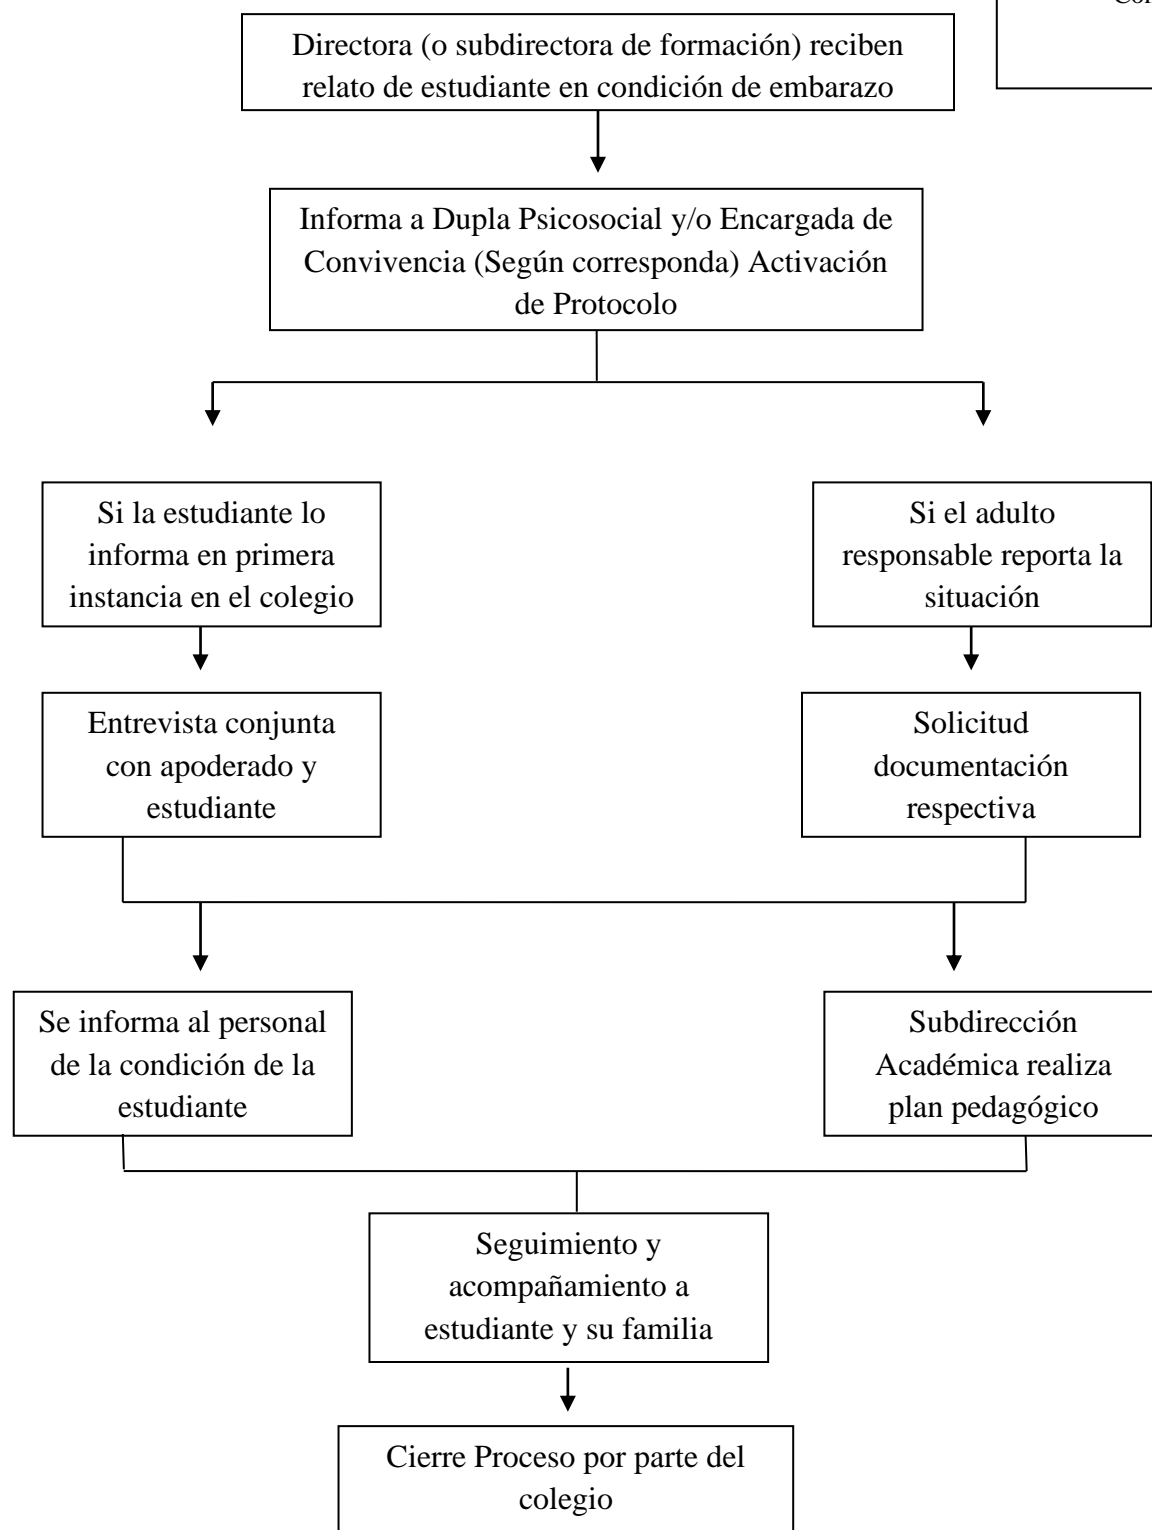 Directora (o subdirectora de formación) reciben
relato de estudiante en condición de embarazo
Informa a Dupla Psicosocial y/o Encargada de
Convivencia (Según corresponda) Activación
de Protocolo
Si la estudiante lo
informa en primera
instancia en el colegio
Si el adulto
responsable reporta la
situación
Entrevista conjunta
con apoderado y
estudiante
Solicitud
documentación
respectiva
Se informa al personal
de la condición de la
estudiante
Subdirección
Académica realiza
plan pedagógico
Seguimiento y
acompañamiento a
estudiante y su familia
Cierre Proceso por parte del
colegio